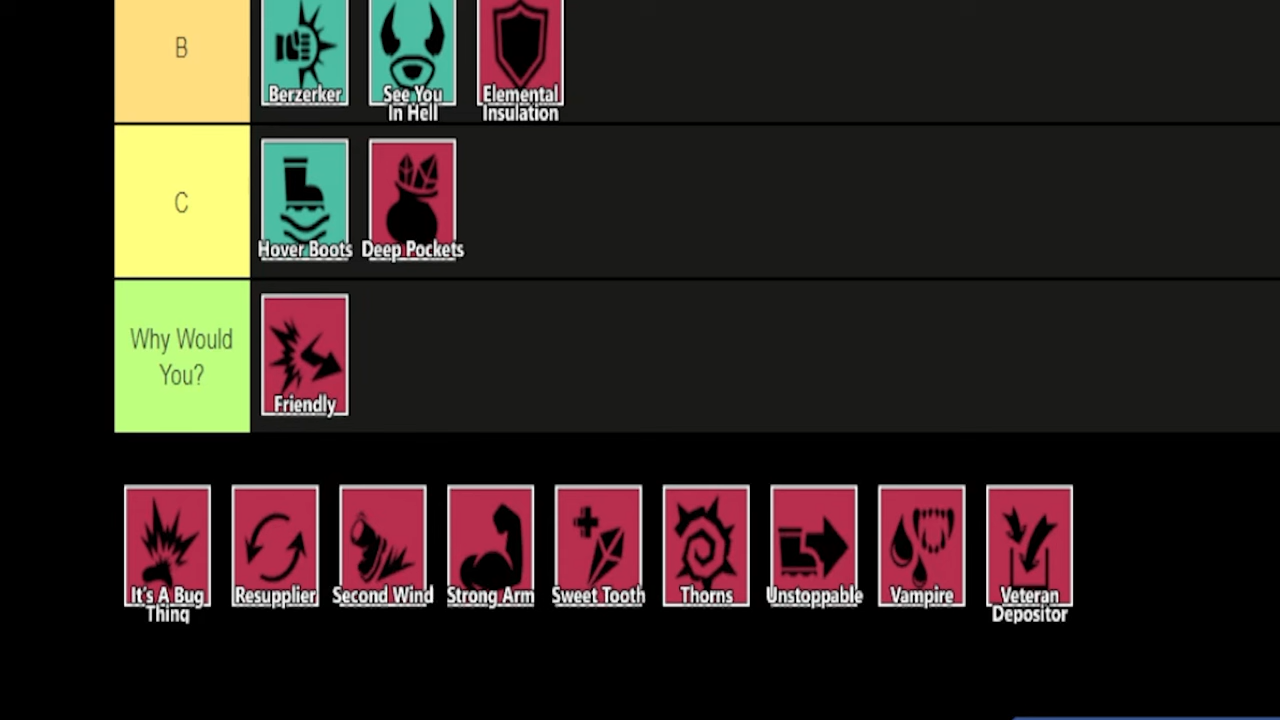 B
Berzerker
See You
In Hell
Elemental
Insulation
C
Hover Boots
Deep Pockets
Why Would
You?
Friendly
It's A Bug
Thing
Resupplier
Second Wind
Strong Arm
Sweet Tooth
Thorns
Unstoppable
Vampire
Veteran
Depositor